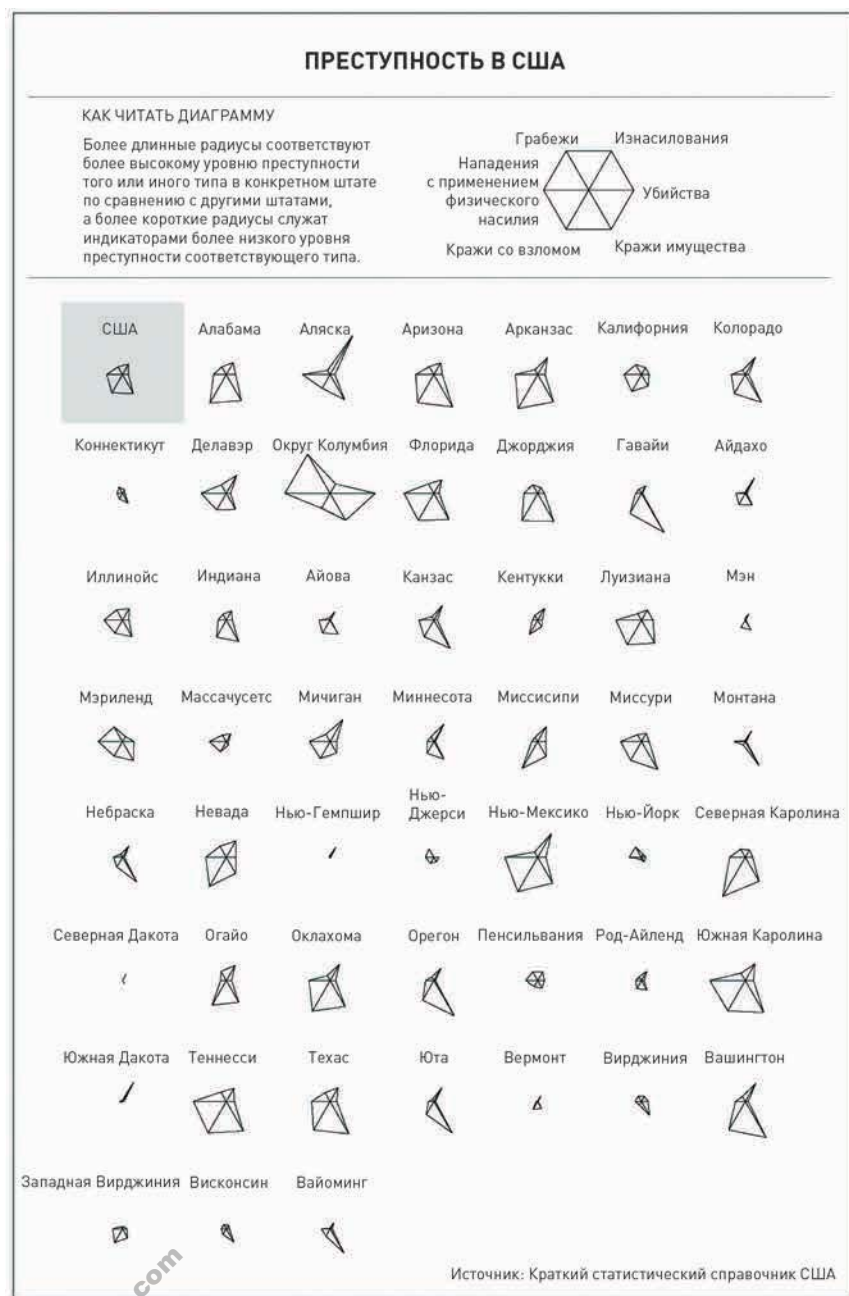 ПРЕСТУПНОСТЬ В США
КАК ЧИТАТЬ ДИАГРАММУ
Более длинные радиусы соответствуют
более высокому уровню преступности
того или иного типа в конкретном штате
по сравнению с другими штатами,
а более короткие радиусы служат
индикаторами более низкого уровня
преступности соответствующего типа.
Грабежи
Изнасилования
Нападения
с применением
физического
насилия
Убийства
Кражи со взломом
Кражи имущества
США Алабама Аляска Аризона Арканзас Калифорния Колорадо
Коннектикут Делавэр Округ Колумбия Флорида Джорджия Гавайи Айдахо
Иллинойс Индиана Айова Канзас Кентукки Луизиана Мэн
Мэриленд Массачусетс Мичиган Миннесота Миссисипи Миссури Монтана
Небраска Невада Нью-Гемпшир Нью-
Джерси Нью-Мексико Нью-Йорк Северная Каролина
Северная Дакота Огайо Оклахома Орегон Пенсильвания Род-Айленд Южная Каролина
Южная Дакота Теннесси Техас Юта Вермонт Вирджиния Вашингтон
Западная Вирджиния Висконсин Вайоминг
Источник: Краткий статистический справочник США
com